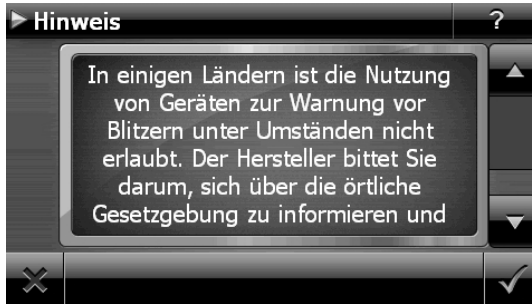 Hinweis ?
In einigen Ländern ist die Nutzung
von Geräten zur Warnung vor
Blitzern unter Umständen nicht
erlaubt. Der Hersteller bittet Sie
darum, sich über die örtliche
Gesetzgebung zu informieren und